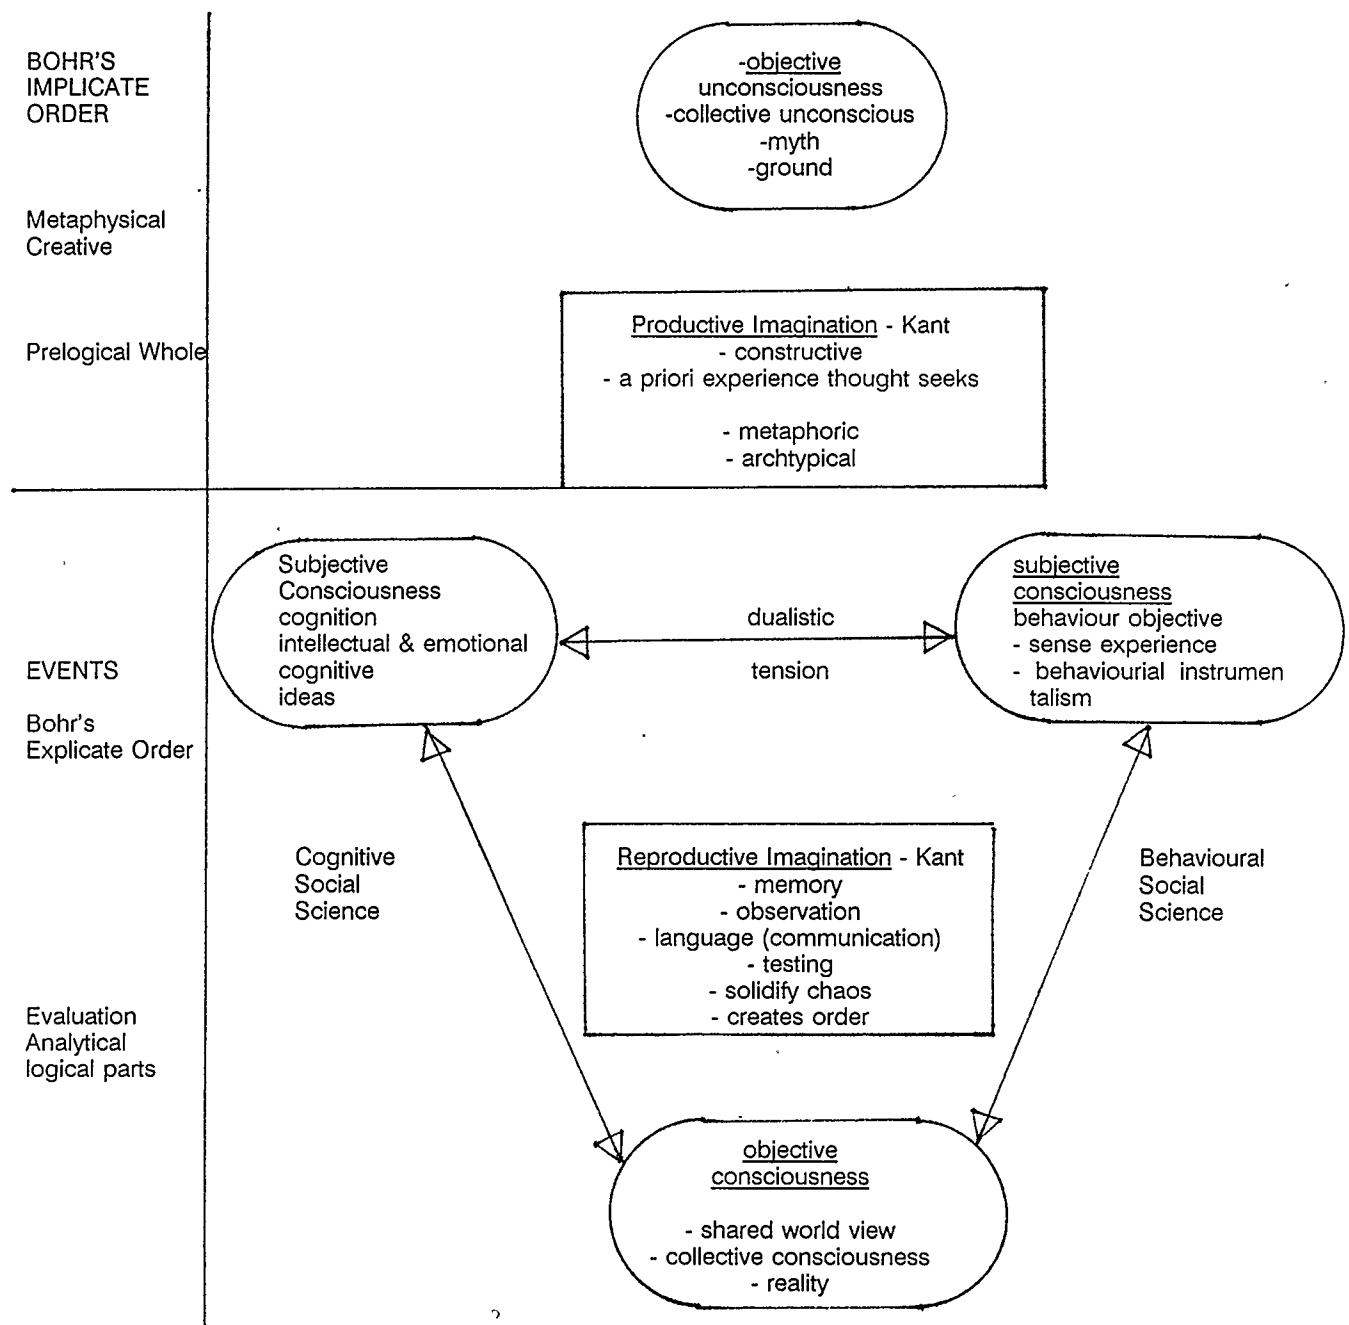 BOHR'S
IMPLICATE
ORDER
-objective
unconsciousness
-collective unconscious
-myth
-ground
Metaphysical
Creative
Prelogical Whole
Productive Imagination - Kant
- constructive
- a priori experience thought seeks
- metaphoric
- archtypical
Subjective
Consciousness
cognition
intellectual & emotional
cognitive
ideas
dualistic
tension
subjective
consciousness
behaviour objective
- sense experience
- behaviourial instrumen
talism
EVENTS
Bohr's
Explicate Order
Cognitive
Social
Science
Reproductive Imagination - Kant
- memory
- observation
- language (communication)
- testing
- solidify chaos
- creates order
Behavioural
Social
Science
Evaluation
Analytical
logical parts
objective
consciousness
- shared world view
- collective consciousness
- reality